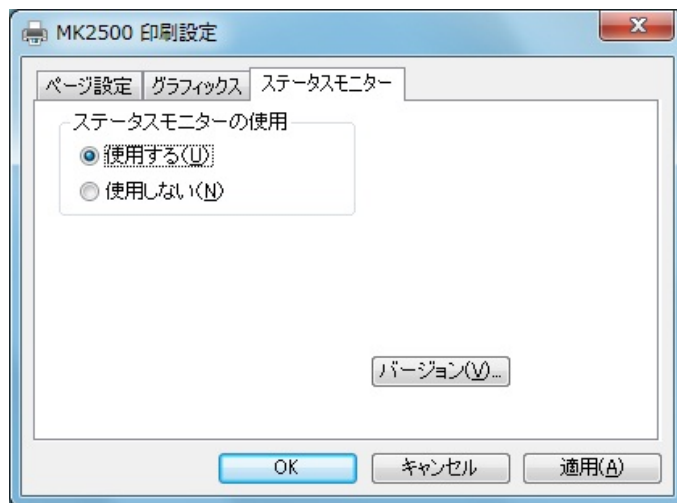 MK2500 印刷設定
ページ設定 グラフィックス ステータスモニター
ステータスモニターの使用
使用する(U)
使用しない(N)
バージョン(V)...
OK キャンセル 適用(A)